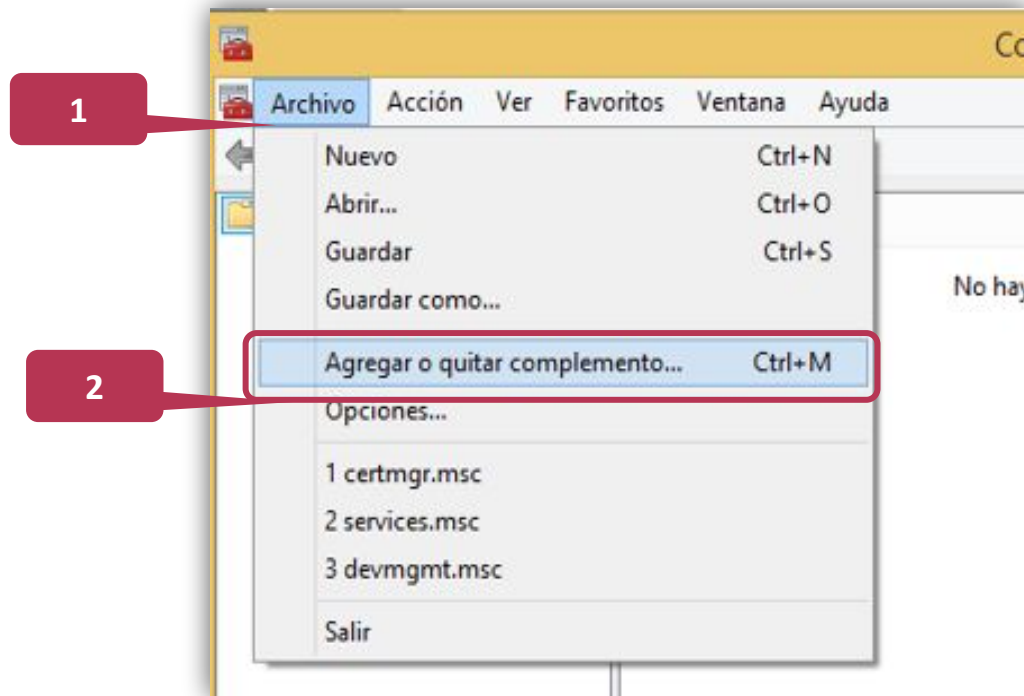 Co
1
Archivo Acción Ver Favoritos Ventana Ayuda
Nuevo Ctrl+N
Abrir... Ctrl+O
Guardar Ctrl+S
Guardar como...
No hay
2
Agregar o quitar complemento... Ctrl+M
Opciones...
1 certmgr.msc
2 services.msc
3 devmgmt.msc
Salir